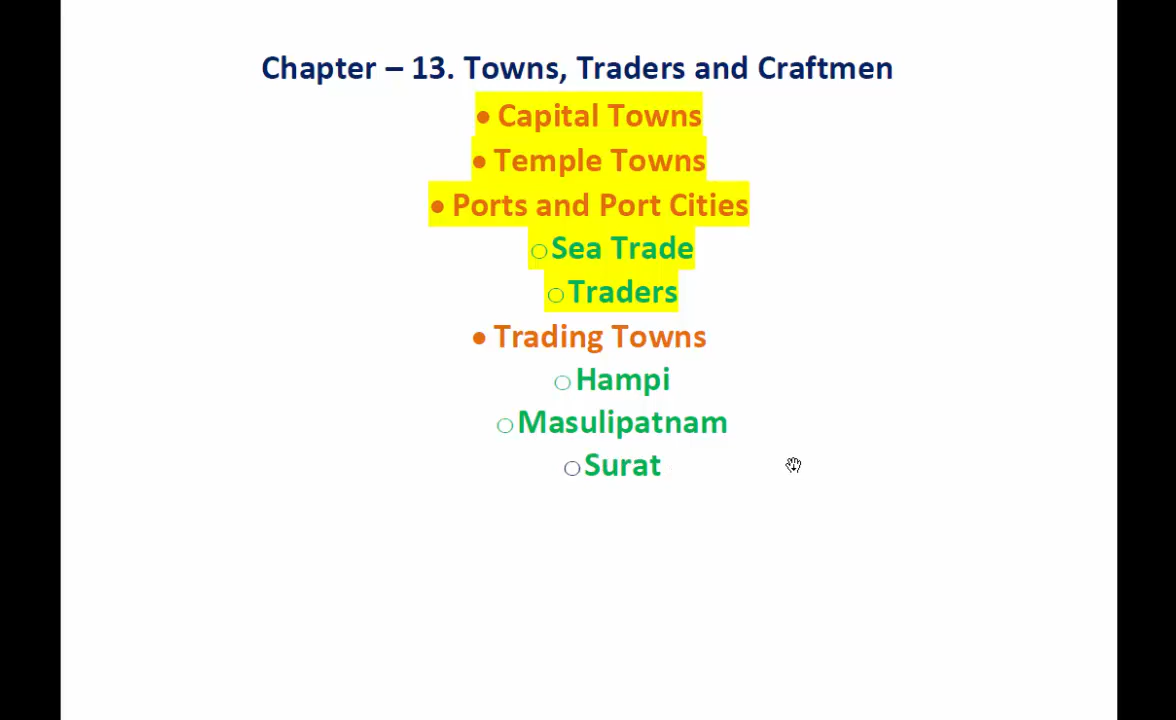 Chapter – 13. Towns, Traders and Craftmen
• Capital Towns
• Temple Towns
• Ports and Port Cities
○ Sea Trade
○ Traders
• Trading Towns
○ Hampi
○ Masulipatnam
○ Surat